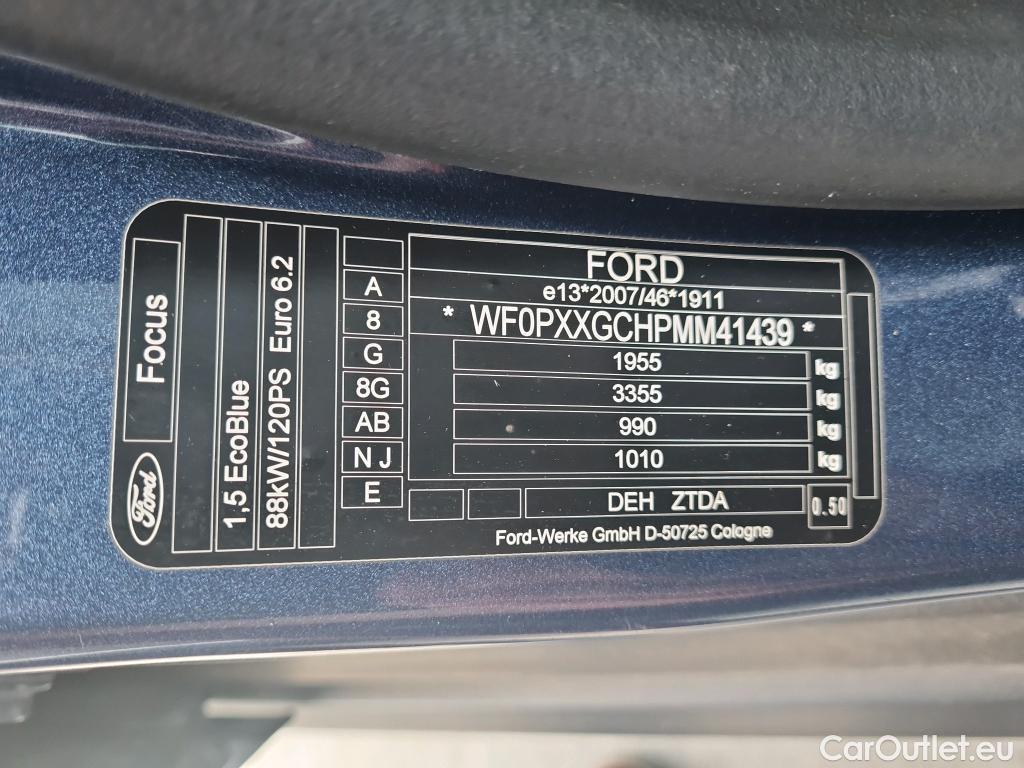 Ford
Focus
1,5 EcoBlue
88kW/120PS Euro 6.2
A
8
G
8G
AB
N J
E
FORD
e13*2007/46*1911
* WF0PXXGCHPMM41439 *
1955 kg
3355 kg
990 kg
1010 kg
DEH ZTDA 0.50
Ford-Werke GmbH D-50725 Cologne
CarOutlet.eu